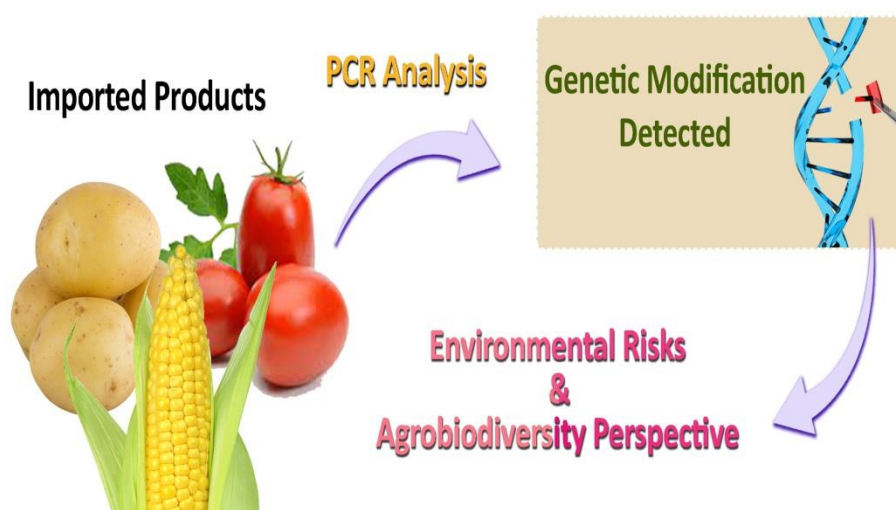 Imported Products
PCR Analysis
Genetic Modification
Detected
Environmental Risks
&
Agrobiodiversity Perspective